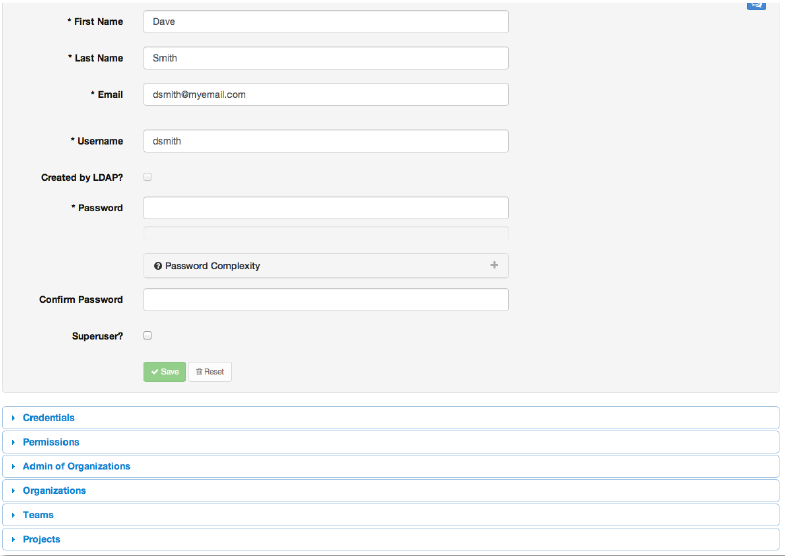 * First Name Dave
* Last Name Smith
* Email dsmith@myemail.com
* Username dsmith
Created by LDAP?
* Password
Password Complexity
Confirm Password
Superuser?
Save Reset
Credentials
Permissions
Admin of Organizations
Organizations
Teams
Projects